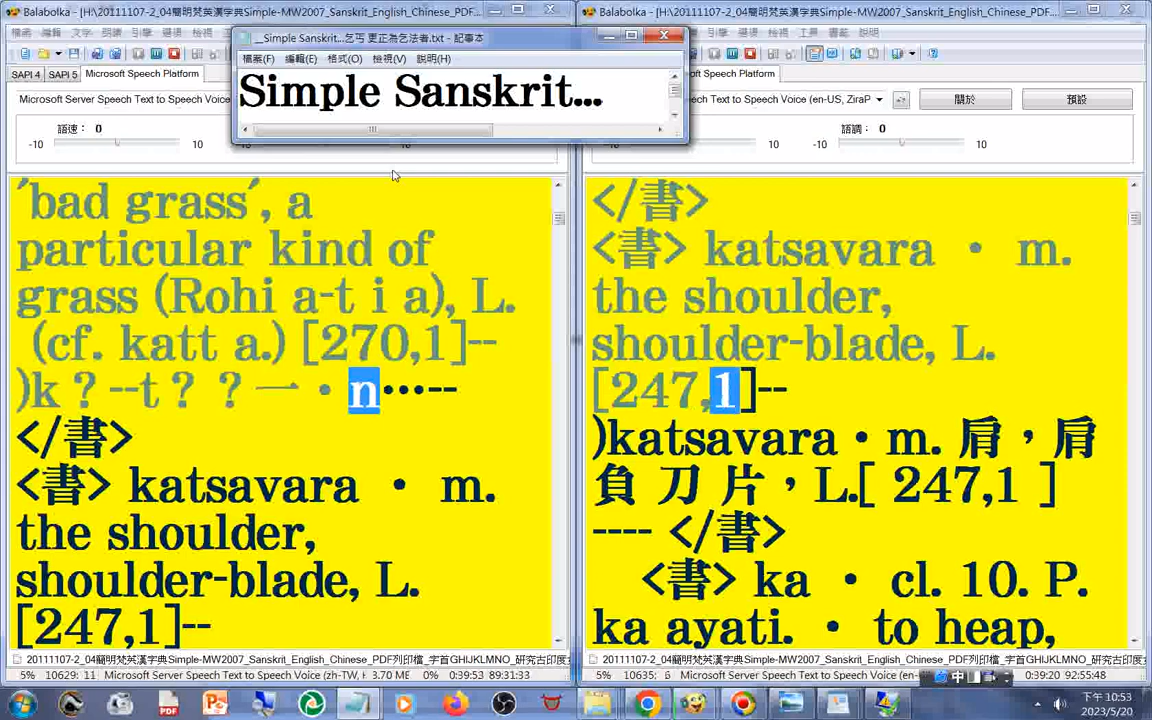 Balabolka - [H:\20111107-2_04簡明梵英漢字典Simple-MW2007_Sanskrit_English_Chinese_PDF...
SAPI 4 SAPI 5 Microsoft Speech Platform
Microsoft Server Speech Text to Speech Voice
語速： 0
-10 10
'bad grass', a
particular kind of
grass (Rohi a-t i a), L.
(cf. katt a.) [270,1]--
)k ? --t ? ? 一 • n•••--
</書>
<書> katsavara • m.
the shoulder,
shoulder-blade, L.
[247,1]--
20111107-2_04簡明梵英漢字典Simple-MW2007_Sanskrit_English_Chinese_PDF列印檔_字首GHIJKLMNO_研究古印度
5% 10629: 11 Microsoft Server Speech Text to Speech Voice (zh-TW, H 3.70 MB 0% 0:39:53 89:31:33
__Simple Sanskrit...乞丐 更正為乞法者.txt - 記事本
檔案(F) 編輯(E) 格式(O) 檢視(V) 說明(H)
Simple Sanskrit...
Balabolka - [H:\20111107-2_04簡明梵英漢字典Simple-MW2007_Sanskrit_English_Chinese_PDF...
Speech Platform
ct Text to Speech Voice (en-US, ZiraP 關於 預設
語調： 0
10 -10 10
</書>
<書> katsavara • m.
the shoulder,
shoulder-blade, L.
[247,1]--
)katsavara • m. 肩，肩
負 刀 片，L.[ 247,1 ]
---- </書>
<書> ka • cl. 10. P.
ka ayati. • to heap,
20111107-2_04簡明梵英漢字典Simple-MW2007_Sanskrit_English_Chinese_PDF列印檔_字首GHIJKLMNO_研究古印度
5% 10635: 6 Microsoft Server Speech Text to Speech Voice 0:39:20 92:55:48
中
下午 10:53
2023/5/20